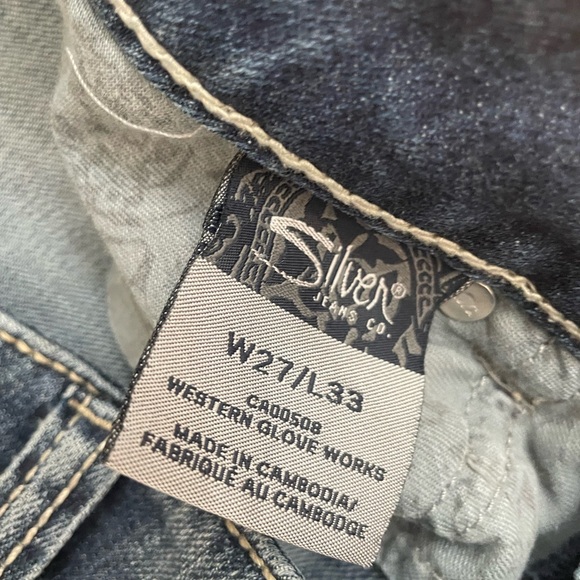 Silver®
JEANS CO.
W27/L33
CA00508
WESTERN GLOVE WORKS
MADE IN CAMBODIA/
FABRIQUÉ AU CAMBODGE